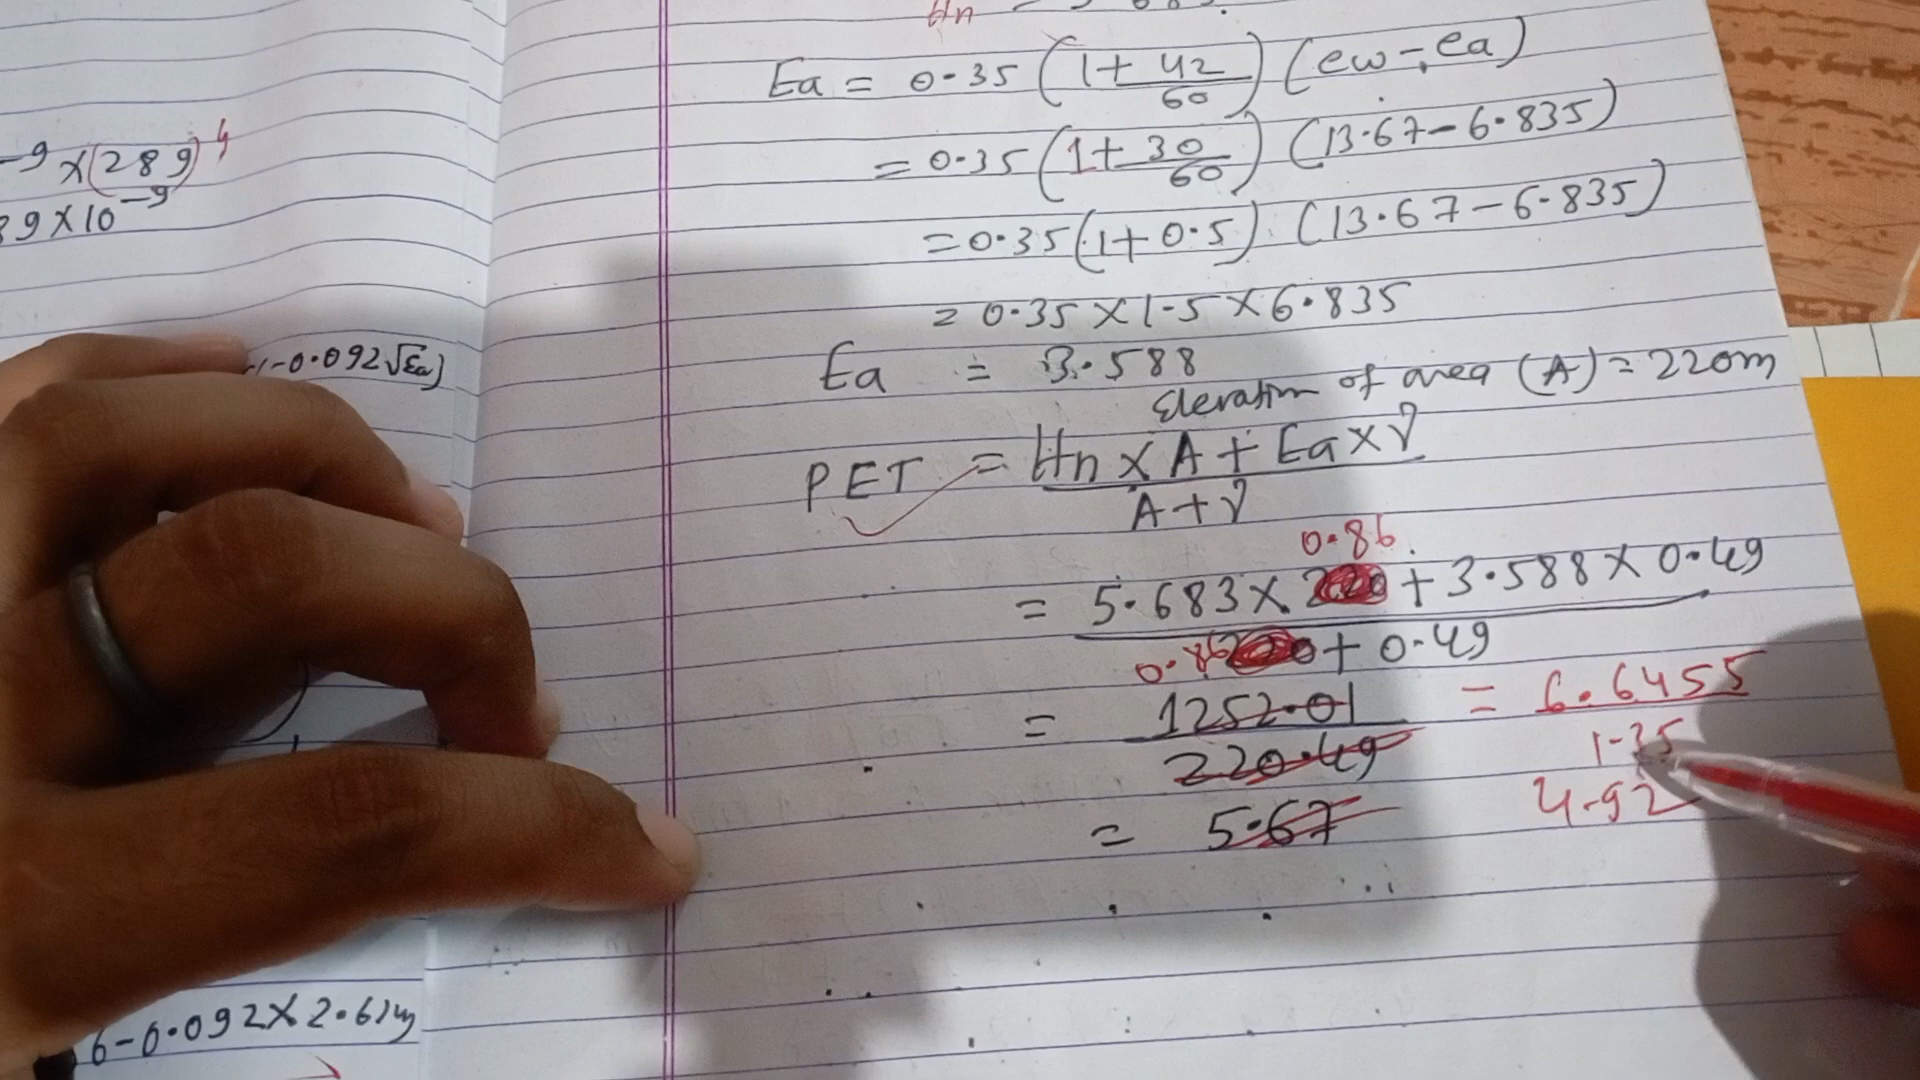 Hn
-9 ×(289)4
39×10-9
-0.092√Ea]
6-0.092×2.61
Ea = 0.35 (1+ u2/60) (ew-ea)
= 0.35 (1+ 30/60) (13.67-6.835)
= 0.35 (1+0.5) (13.67-6.835)
= 0.35×1.5×6.835
Ea = 3.588
Elevation of area (A) = 220m
PET = Hn × A + Ea×γ
A+γ
0.86
= 5.683× + 3.588×0.49
0.86 + 0.49
= 1252.01 = 6.6455
220.49 1.35
= 5.67 4.92